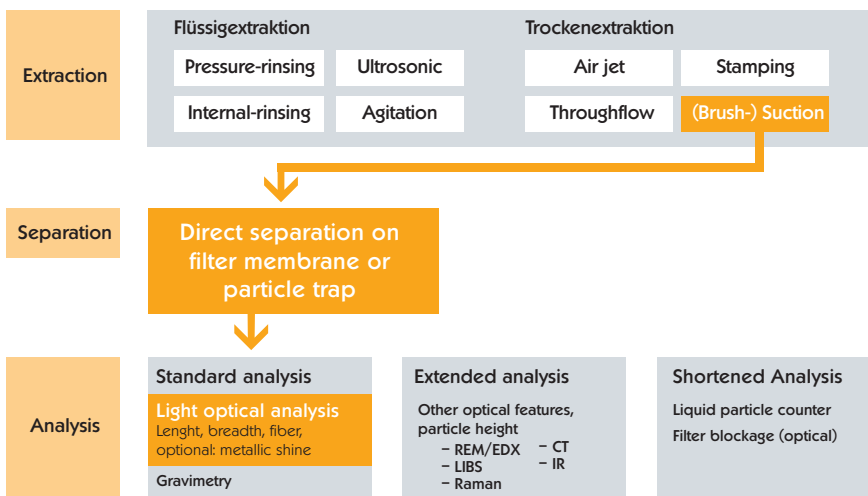 Extraction
Flüssigextraktion
Pressure-rinsing
Ultrosonic
Internal-rinsing
Agitation
Trockenextraktion
Air jet
Stamping
Throughflow
(Brush-) Suction
Separation
Direct separation on
filter membrane or
particle trap
Analysis
Standard analysis
Light optical analysis
Lenght, breadth, fiber,
optional: metallic shine
Gravimetry
Extended analysis
Other optical features,
particle height
– REM/EDX
– LIBS
– Raman
– CT
– IR
Shortened Analysis
Liquid particle counter
Filter blockage (optical)